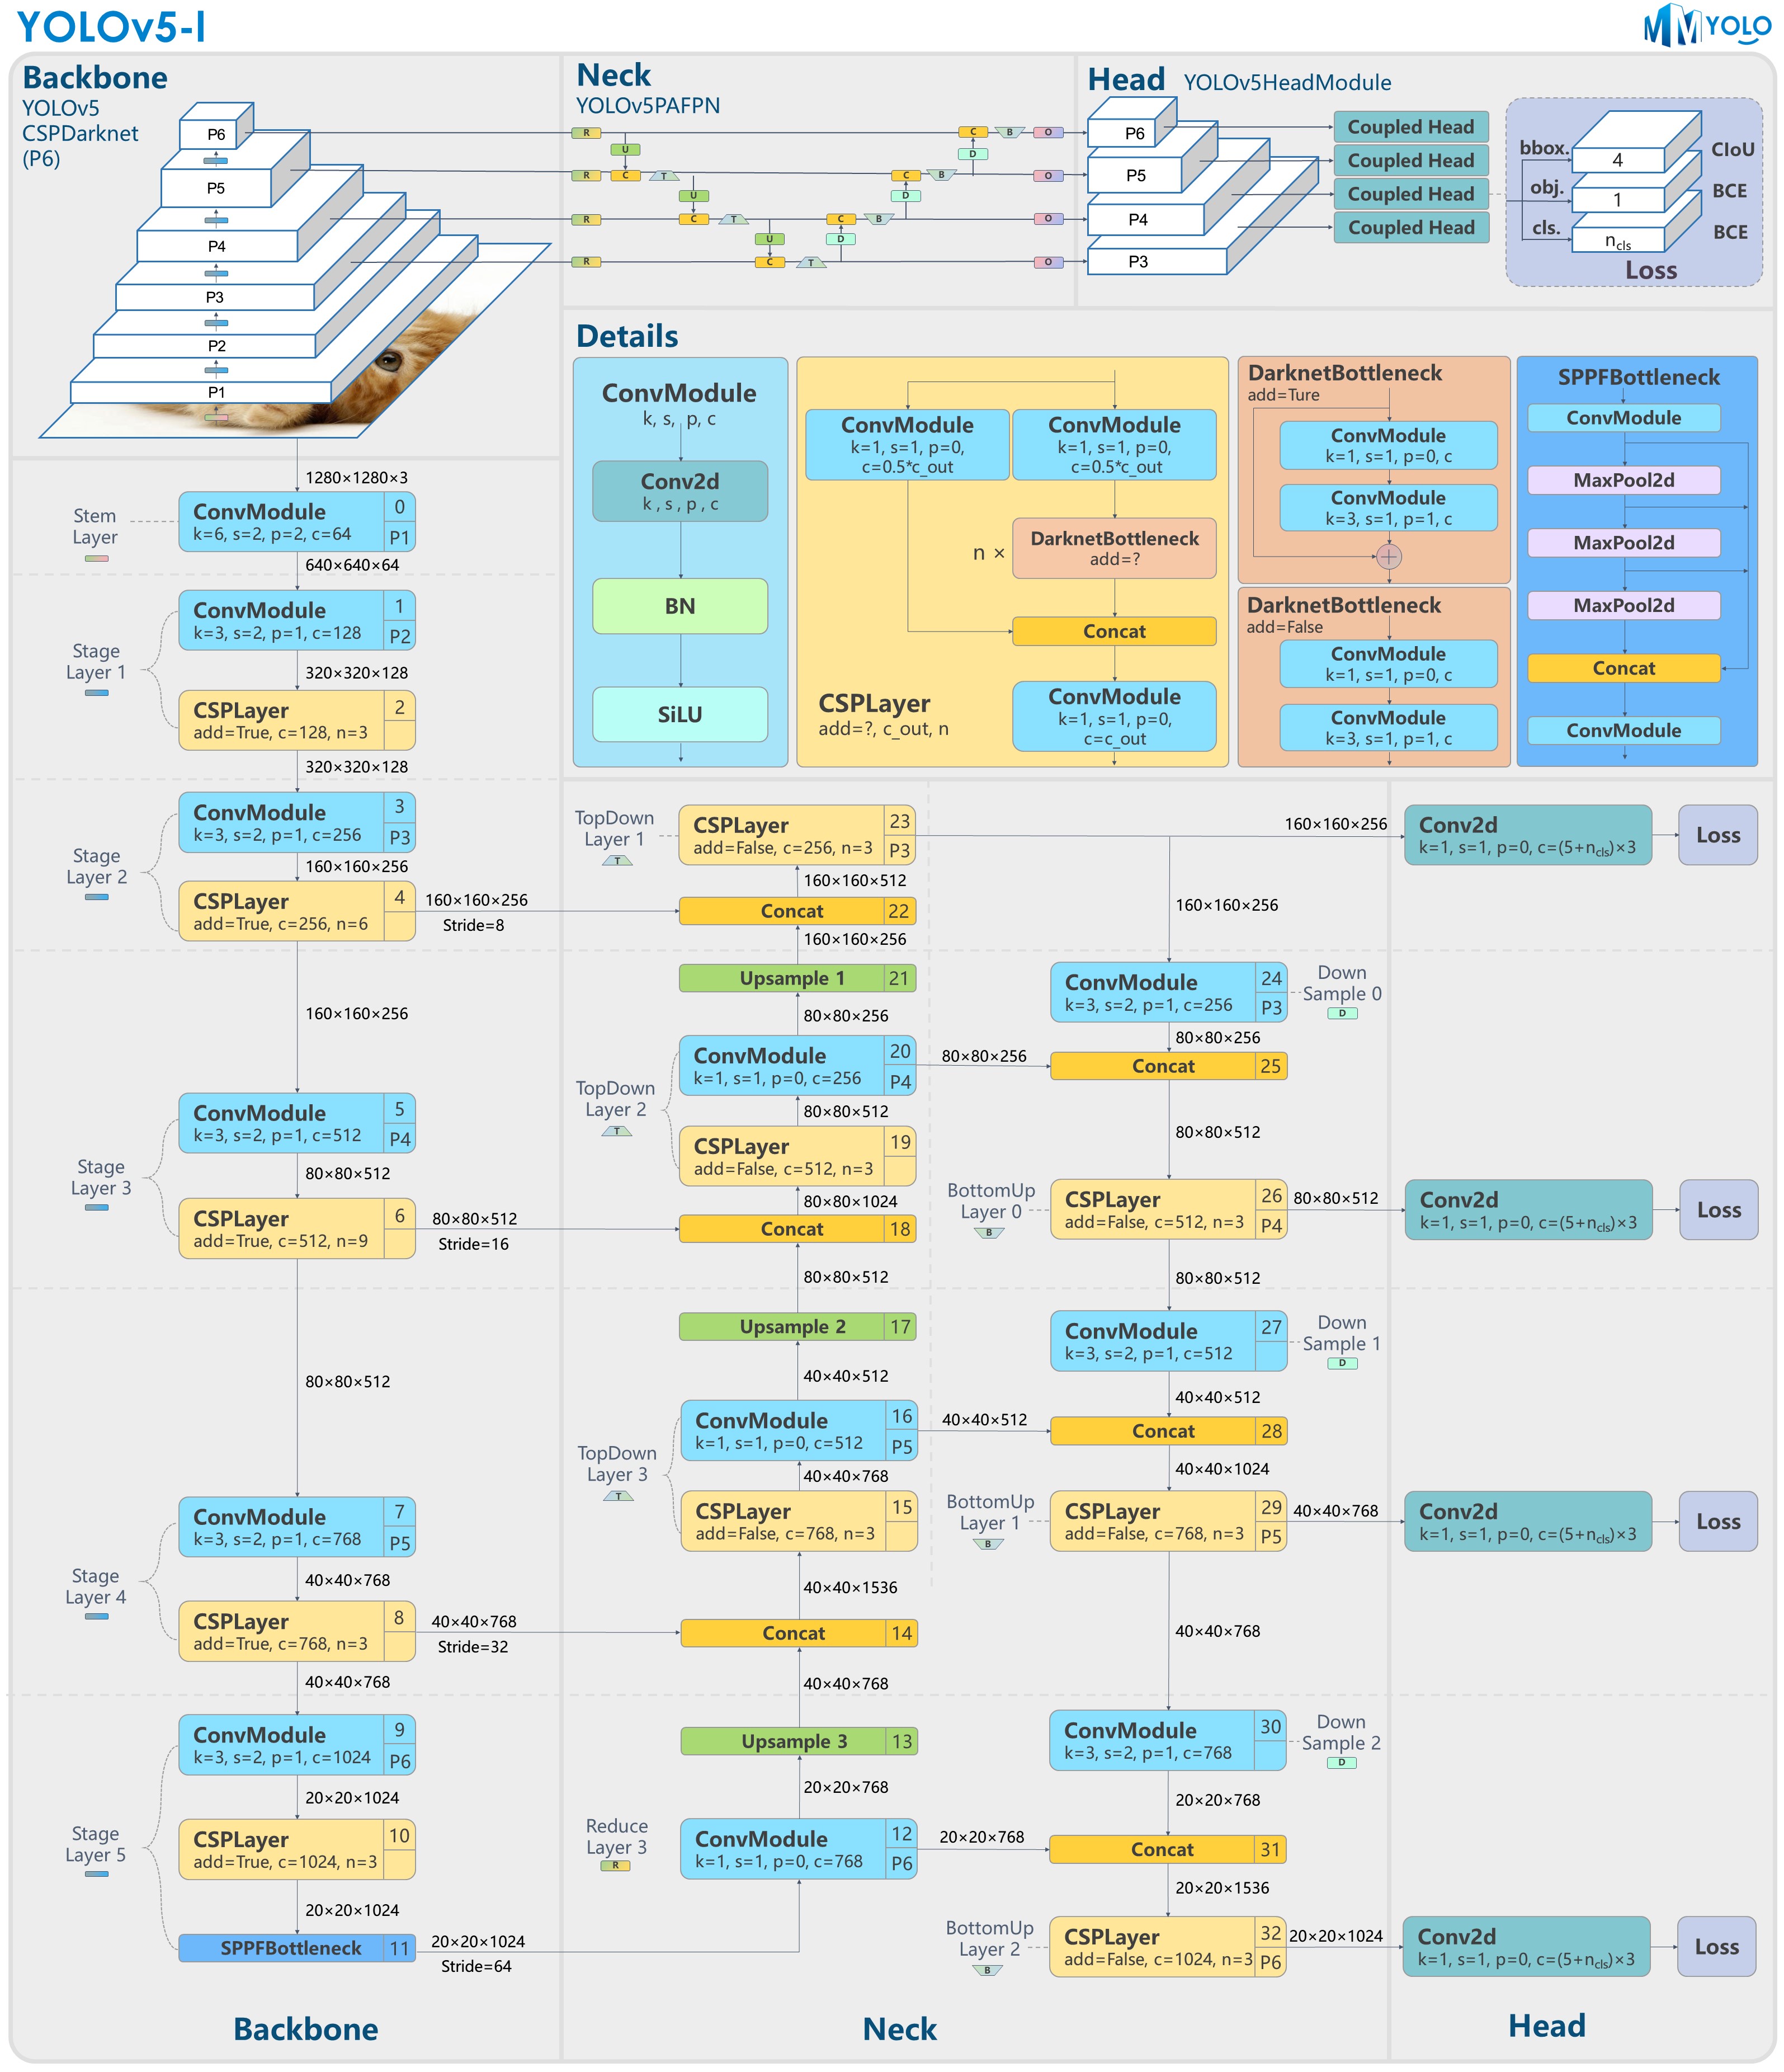 YOLOv5-l
MMYOLO
Backbone
YOLOv5
CSPDarknet
(P6)
P6
P5
P4
P3
P2
P1
Neck
YOLOv5PAFPN
R
C
B
O
U
D
R
C
T
C
B
O
U
D
R
C
T
C
B
O
U
D
R
C
T
O
Head
YOLOv5HeadModule
P6
P5
P4
P3
Coupled Head
Coupled Head
Coupled Head
Coupled Head
bbox.
4
CIoU
obj.
1
BCE
cls.
ncls
BCE
Loss
Details
ConvModule
k, s, p, c
Conv2d
k , s , p , c
BN
SiLU
ConvModule
k=1, s=1, p=0,
c=0.5*c_out
ConvModule
k=1, s=1, p=0,
c=0.5*c_out
n ×
DarknetBottleneck
add=?
Concat
CSPLayer
add=?, c_out, n
ConvModule
k=1, s=1, p=0,
c=c_out
DarknetBottleneck
add=Ture
ConvModule
k=1, s=1, p=0, c
ConvModule
k=3, s=1, p=1, c
DarknetBottleneck
add=False
ConvModule
k=1, s=1, p=0, c
ConvModule
k=3, s=1, p=1, c
SPPFBottleneck
ConvModule
MaxPool2d
MaxPool2d
MaxPool2d
Concat
ConvModule
1280×1280×3
Stem
Layer
ConvModule
k=6, s=2, p=2, c=64
0
P1
640×640×64
Stage
Layer 1
ConvModule
k=3, s=2, p=1, c=128
1
P2
320×320×128
CSPLayer
add=True, c=128, n=3
2
320×320×128
Stage
Layer 2
ConvModule
k=3, s=2, p=1, c=256
3
P3
160×160×256
CSPLayer
add=True, c=256, n=6
4
160×160×256
Stride=8
160×160×256
Stage
Layer 3
ConvModule
k=3, s=2, p=1, c=512
5
P4
80×80×512
CSPLayer
add=True, c=512, n=9
6
80×80×512
Stride=16
80×80×512
Stage
Layer 4
ConvModule
k=3, s=2, p=1, c=768
7
P5
40×40×768
CSPLayer
add=True, c=768, n=3
8
40×40×768
Stride=32
40×40×768
Stage
Layer 5
ConvModule
k=3, s=2, p=1, c=1024
9
P6
20×20×1024
CSPLayer
add=True, c=1024, n=3
10
20×20×1024
SPPFBottleneck
11
20×20×1024
Stride=64
Backbone
TopDown
Layer 1
T
CSPLayer
add=False, c=256, n=3
23
P3
160×160×512
Concat
22
160×160×256
Upsample 1
21
80×80×256
TopDown
Layer 2
T
ConvModule
k=1, s=1, p=0, c=256
20
P4
80×80×256
80×80×512
CSPLayer
add=False, c=512, n=3
19
80×80×1024
Concat
18
80×80×512
Upsample 2
17
40×40×512
TopDown
Layer 3
T
ConvModule
k=1, s=1, p=0, c=512
16
P5
40×40×512
40×40×768
CSPLayer
add=False, c=768, n=3
15
40×40×1536
Concat
14
40×40×768
Upsample 3
13
20×20×768
Reduce
Layer 3
R
ConvModule
k=1, s=1, p=0, c=768
12
P6
20×20×768
160×160×256
160×160×256
ConvModule
k=3, s=2, p=1, c=256
24
P3
Down
Sample 0
D
80×80×256
Concat
25
80×80×512
BottomUp
Layer 0
B
CSPLayer
add=False, c=512, n=3
26
P4
80×80×512
80×80×512
ConvModule
k=3, s=2, p=1, c=512
27
Down
Sample 1
D
40×40×512
Concat
28
40×40×1024
BottomUp
Layer 1
B
CSPLayer
add=False, c=768, n=3
29
P5
40×40×768
40×40×768
ConvModule
k=3, s=2, p=1, c=768
30
Down
Sample 2
D
20×20×768
Concat
31
20×20×1536
BottomUp
Layer 2
B
CSPLayer
add=False, c=1024, n=3
32
P6
20×20×1024
Neck
Conv2d
k=1, s=1, p=0, c=(5+ncls)×3
Loss
Conv2d
k=1, s=1, p=0, c=(5+ncls)×3
Loss
Conv2d
k=1, s=1, p=0, c=(5+ncls)×3
Loss
Conv2d
k=1, s=1, p=0, c=(5+ncls)×3
Loss
Head